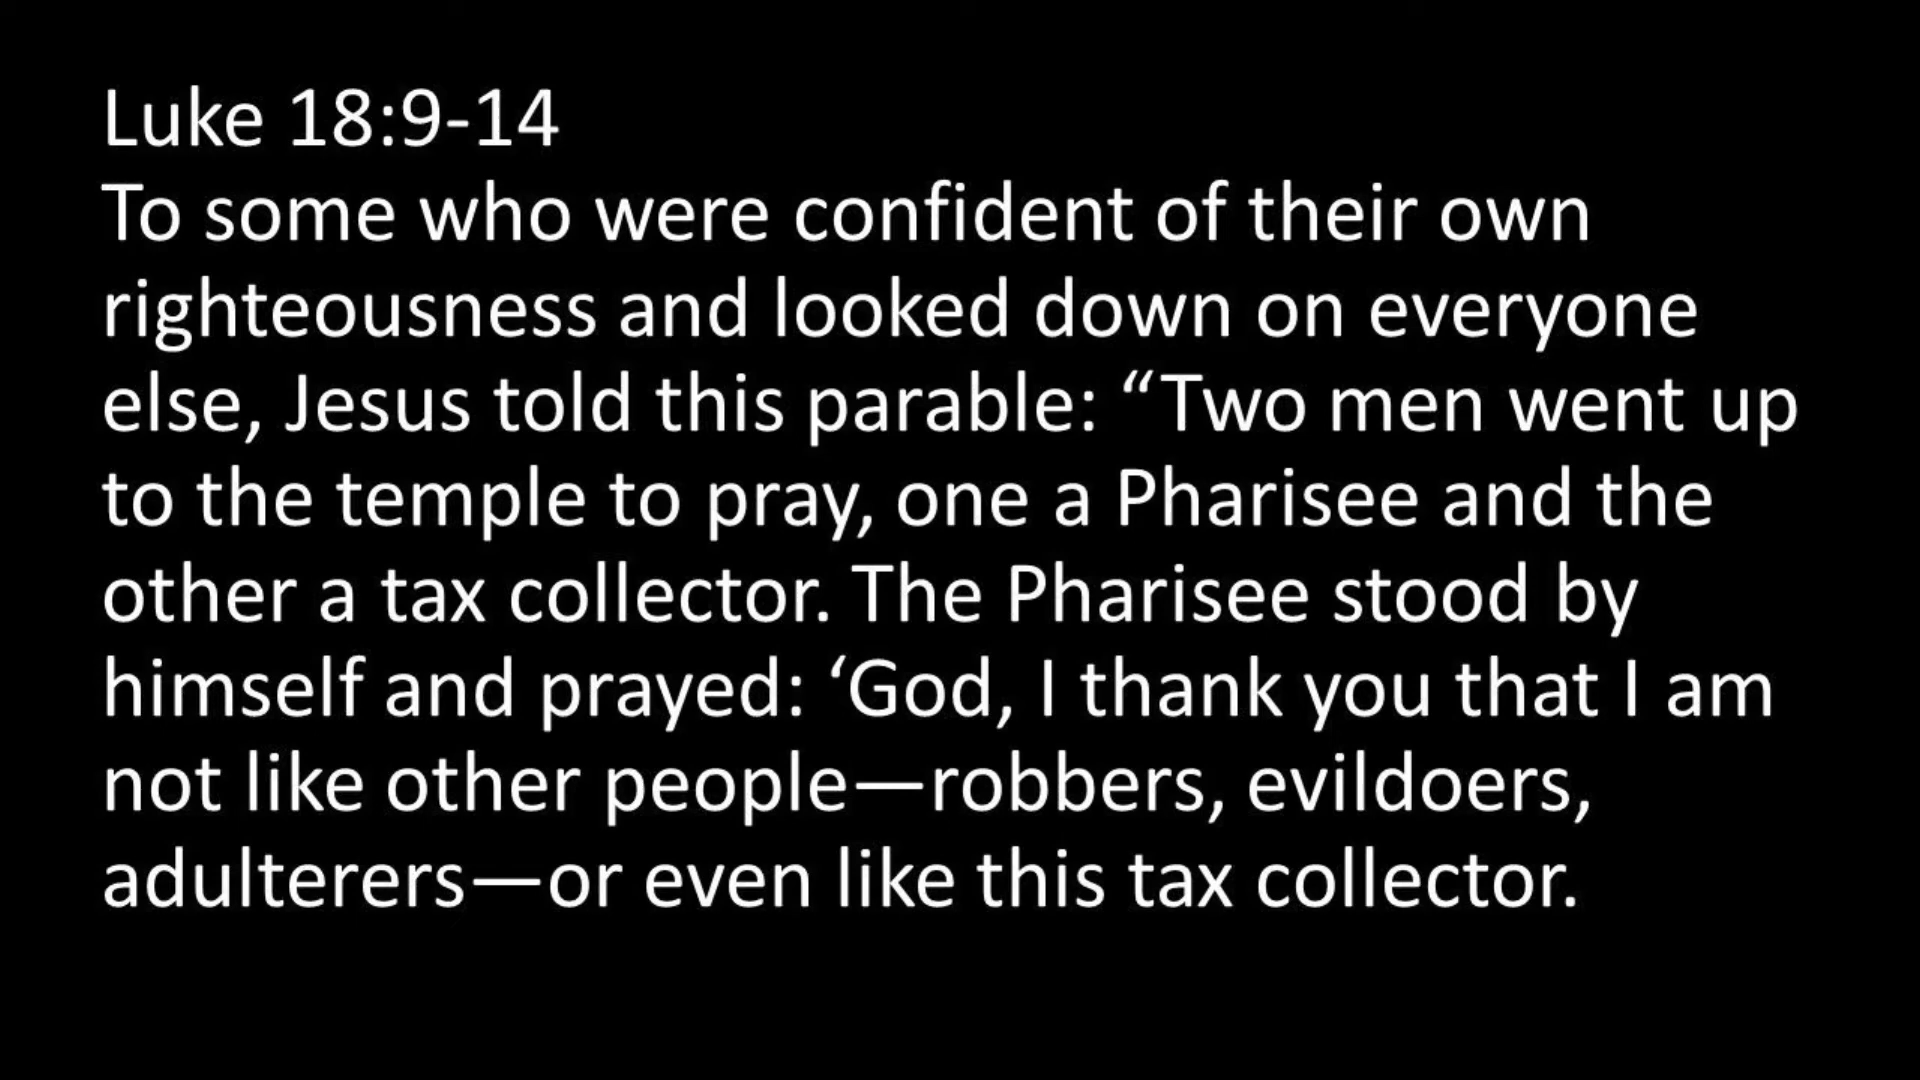 Luke 18:9-14
To some who were confident of their own
righteousness and looked down on everyone
else, Jesus told this parable: “Two men went up
to the temple to pray, one a Pharisee and the
other a tax collector. The Pharisee stood by
himself and prayed: ‘God, I thank you that I am
not like other people—robbers, evildoers,
adulterers—or even like this tax collector.